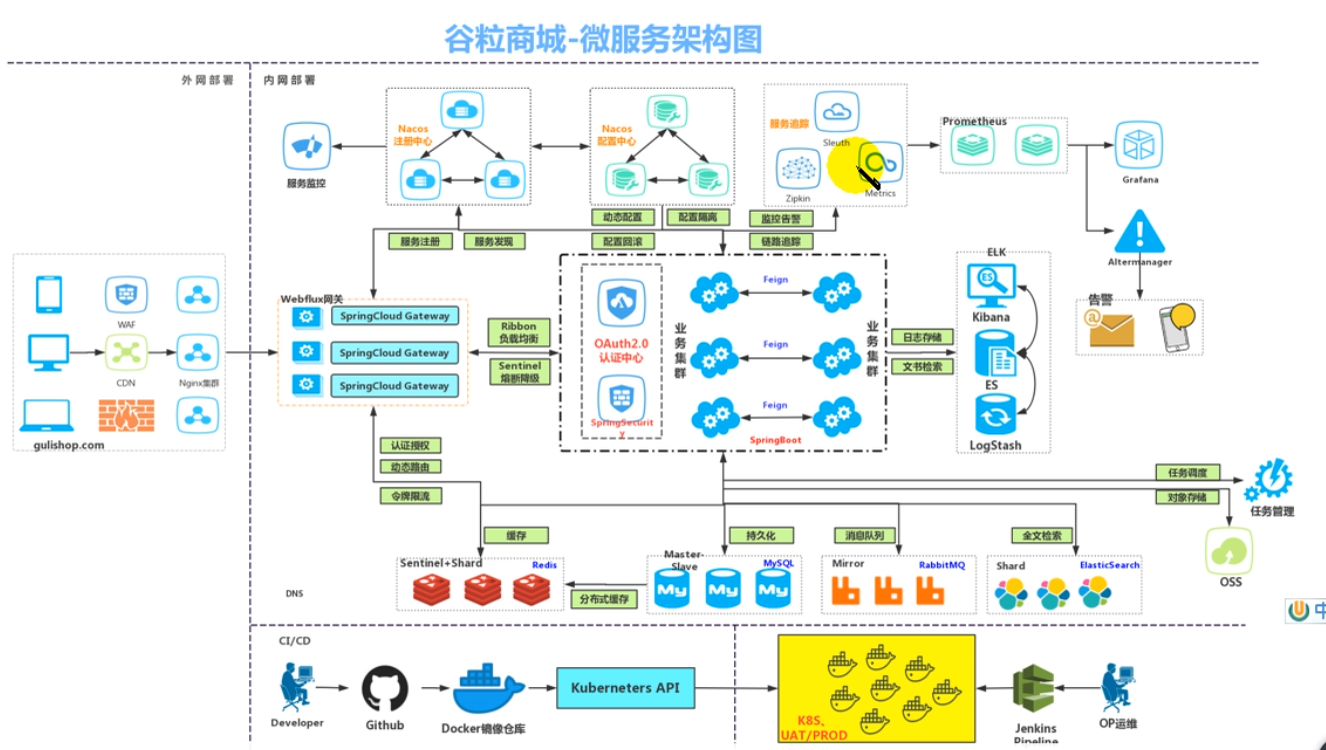 谷粒商城-微服务架构图
外网部署
内网部署
服务监控
Nacos
注册中心
Nacos
配置中心
服务追踪
Sleuth
Zipkin
Metrics
Prometheus
Grafana
Altermanager
告警
服务注册
服务发现
动态配置
配置隔离
配置回滚
监控告警
链路追踪
WAF
CDN
Nginx集群
gulishop.com
Webflux网关
SpringCloud Gateway
SpringCloud Gateway
SpringCloud Gateway
Ribbon
负载均衡
Sentinel
熔断降级
OAuth2.0
认证中心
SpringSecurit
y
业务集群
Feign
Feign
Feign
SpringBoot
业务集群
日志存储
文书检索
ELK
Kibana
ES
ES
LogStash
认证授权
动态路由
令牌限流
任务调度
对象存储
任务管理
OSS
缓存
持久化
消息队列
全文检索
Sentinel+Shard
Redis
分布式缓存
Master-
Slave
MySQL
My
My
My
Mirror
RabbitMQ
Shard
ElasticSearch
DNS
CI/CD
Developer
Github
Docker镜像仓库
Kuberneters API
K8S、
UAT/PROD
Jenkins
Pipeline
OP运维
中